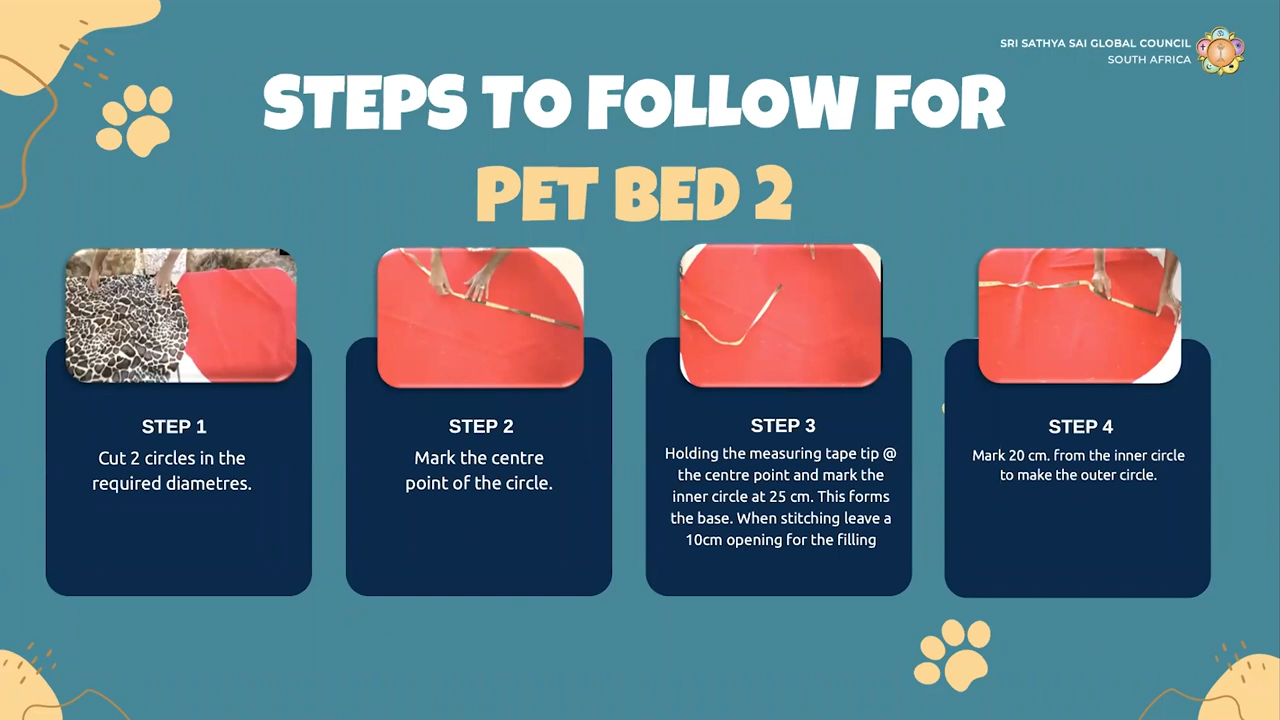 SRI SATHYA SAI GLOBAL COUNCIL
SOUTH AFRICA
STEPS TO FOLLOW FOR
PET BED 2
STEP 1
Cut 2 circles in the
required diametres.
STEP 2
Mark the centre
point of the circle.
STEP 3
Holding the measuring tape tip @
the centre point and mark the
inner circle at 25 cm. This forms
the base. When stitching leave a
10cm opening for the filling
STEP 4
Mark 20 cm. from the inner circle
to make the outer circle.